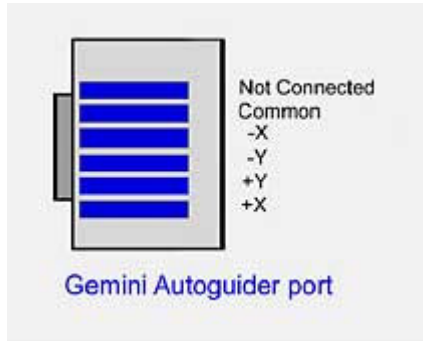 Not Connected
Common
-X
-Y
+Y
+X
Gemini Autoguider port